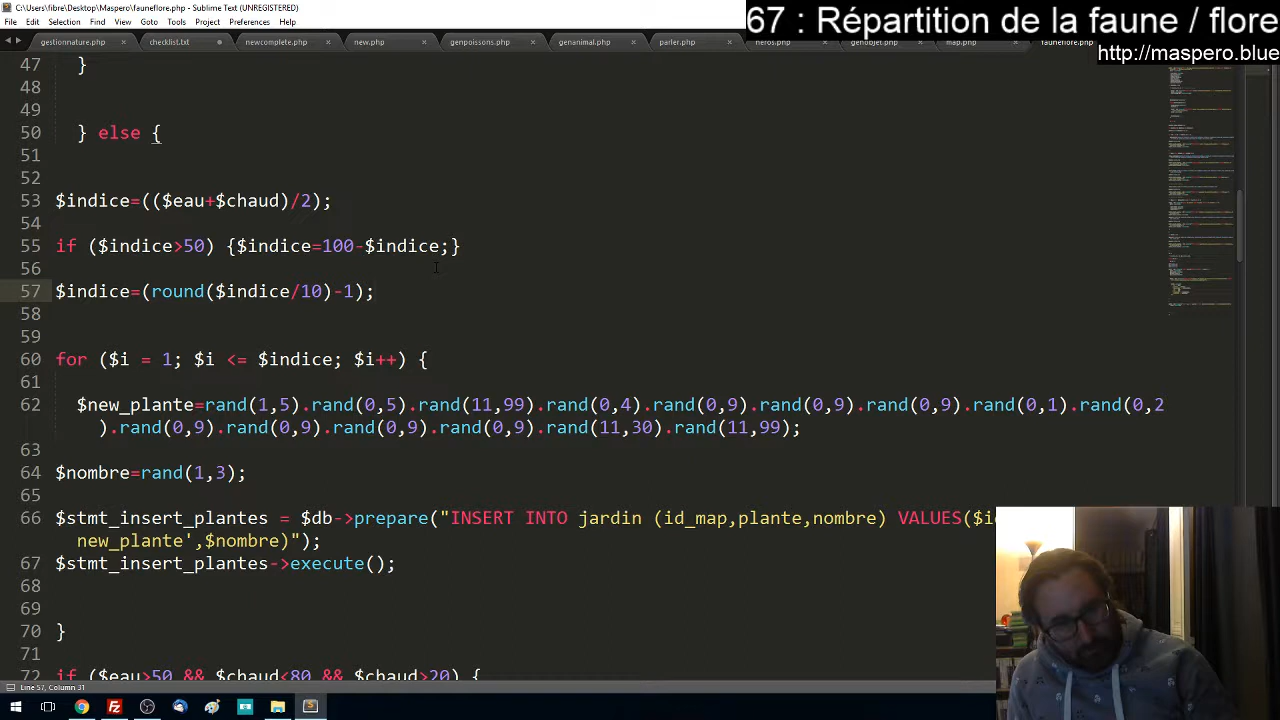 C:\Users\fibre\Desktop\Maspero\fauneflore.php - Sublime Text (UNREGISTERED)
67 : Répartition de la faune / flore
File Edit Selection Find View Goto Tools Project Preferences Help
http://maspero.blue
gestionnature.php checklist.txt newcomplete.php new.php genpoissons.php genanimal.php parler.php heros.php genobjet.php map.php fauneflore.php
47 }
48
49
50 } else {
51
52
53 $indice=(($eau+$chaud)/2);
54
55 if ($indice>50) {$indice=100-$indice;}
56
57 $indice=(round($indice/10)-1);
58
59
60 for ($i = 1; $i <= $indice; $i++) {
61
62 $new_plante=rand(1,5).rand(0,5).rand(11,99).rand(0,4).rand(0,9).rand(0,9).rand(0,9).rand(0,1).rand(0,2
).rand(0,9).rand(0,9).rand(0,9).rand(0,9).rand(11,30).rand(11,99);
63
64 $nombre=rand(1,3);
65
66 $stmt_insert_plantes = $db->prepare("INSERT INTO jardin (id_map,plante,nombre) VALUES($i
new_plante',$nombre)");
67 $stmt_insert_plantes->execute();
68
69
70 }
71
72 if ($eau>50 && $chaud<80 && $chaud>20) {
Line 57, Column 31